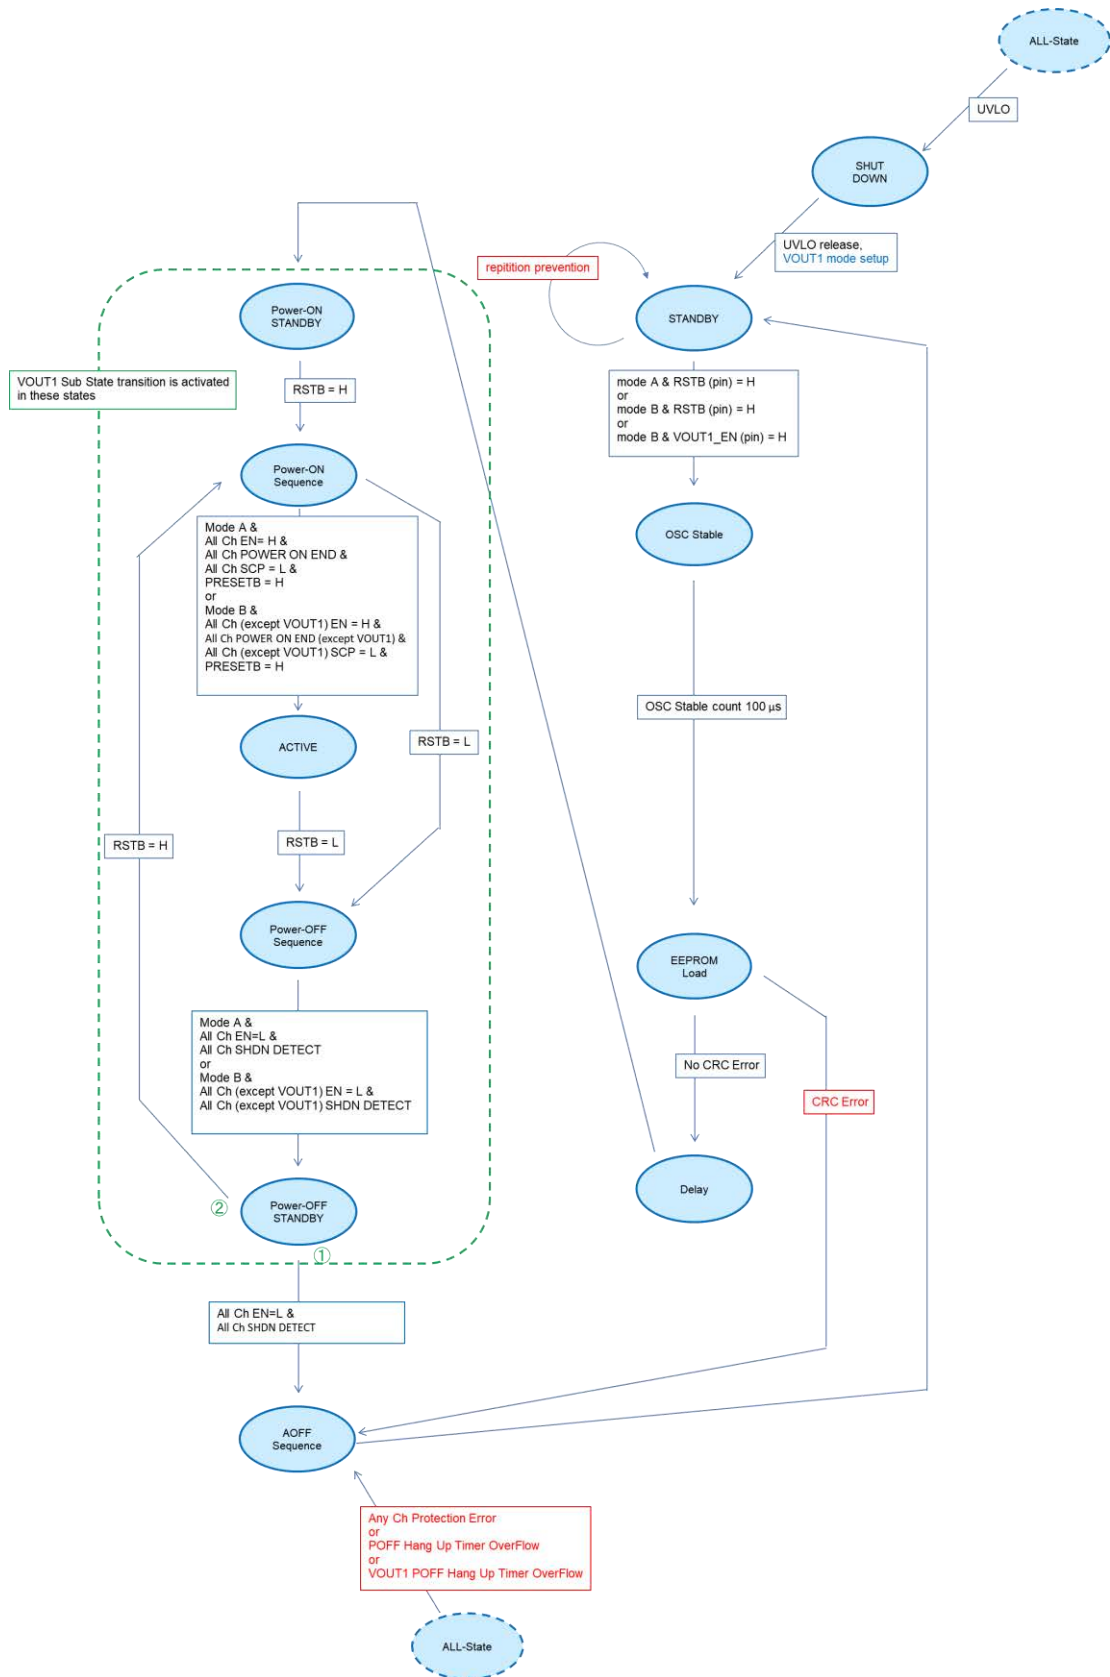 ALL-State
UVLO
SHUT
DOWN
UVLO release,
VOUT1 mode setup
repitition prevention
STANDBY
Power-ON
STANDBY
VOUT1 Sub State transition is activated
in these states
RSTB = H
mode A & RSTB (pin) = H
or
mode B & RSTB (pin) = H
or
mode B & VOUT1_EN (pin) = H
Power-ON
Sequence
OSC Stable
Mode A &
All Ch EN= H &
All Ch POWER ON END &
All Ch SCP = L &
PRESETB = H
or
Mode B &
All Ch (except VOUT1) EN = H &
All Ch POWER ON END (except VOUT1) &
All Ch (except VOUT1) SCP = L &
PRESETB = H
OSC Stable count 100 μs
ACTIVE
RSTB = L
RSTB = H
RSTB = L
Power-OFF
Sequence
EEPROM
Load
Mode A &
All Ch EN=L &
All Ch SHDN DETECT
or
Mode B &
All Ch (except VOUT1) EN = L &
All Ch (except VOUT1) SHDN DETECT
No CRC Error
CRC Error
Delay
②
Power-OFF
STANDBY
①
All Ch EN=L &
All Ch SHDN DETECT
AOFF
Sequence
Any Ch Protection Error
or
POFF Hang Up Timer OverFlow
or
VOUT1 POFF Hang Up Timer OverFlow
ALL-State